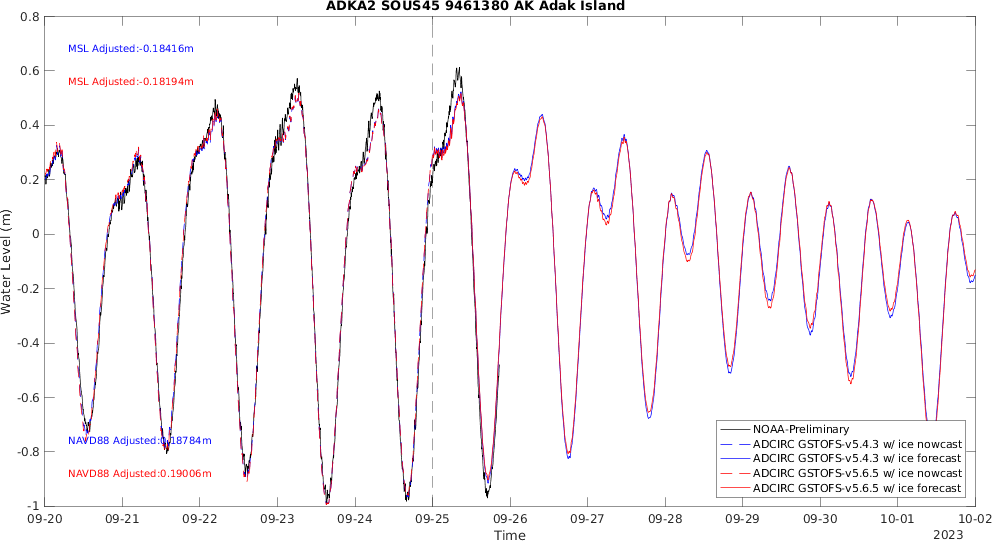 ADKA2 SOUS45 9461380 AK Adak Island
0.8
0.6
0.4
0.2
0
-0.2
-0.4
-0.6
-0.8
-1
Water Level (m)
MSL Adjusted:-0.18416m
MSL Adjusted:-0.18194m
NAVD88 Adjusted:0.18784m
NAVD88 Adjusted:0.19006m
NOAA-Preliminary
ADCIRC GSTOFS-v5.4.3 w/ ice nowcast
ADCIRC GSTOFS-v5.4.3 w/ ice forecast
ADCIRC GSTOFS-v5.6.5 w/ ice nowcast
ADCIRC GSTOFS-v5.6.5 w/ ice forecast
09-20 09-21 09-22 09-23 09-24 09-25 09-26 09-27 09-28 09-29 09-30 10-01 10-02
Time
2023